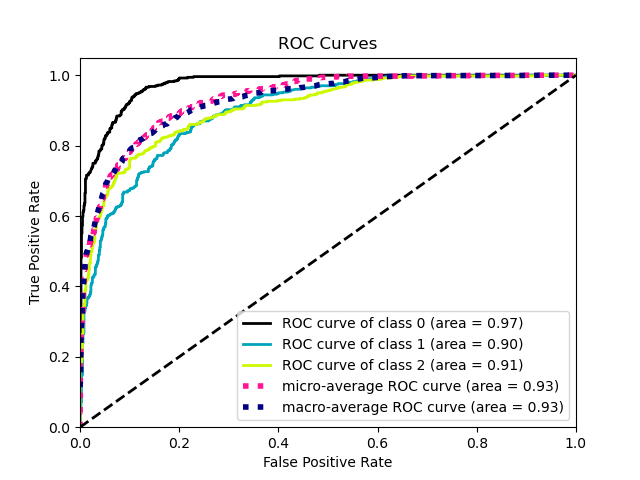 ROC Curves
True Positive Rate
1.0
0.8
0.6
0.4
0.2
0.0
ROC curve of class 0 (area = 0.97)
ROC curve of class 1 (area = 0.90)
ROC curve of class 2 (area = 0.91)
micro-average ROC curve (area = 0.93)
macro-average ROC curve (area = 0.93)
0.0 0.2 0.4 0.6 0.8 1.0
False Positive Rate